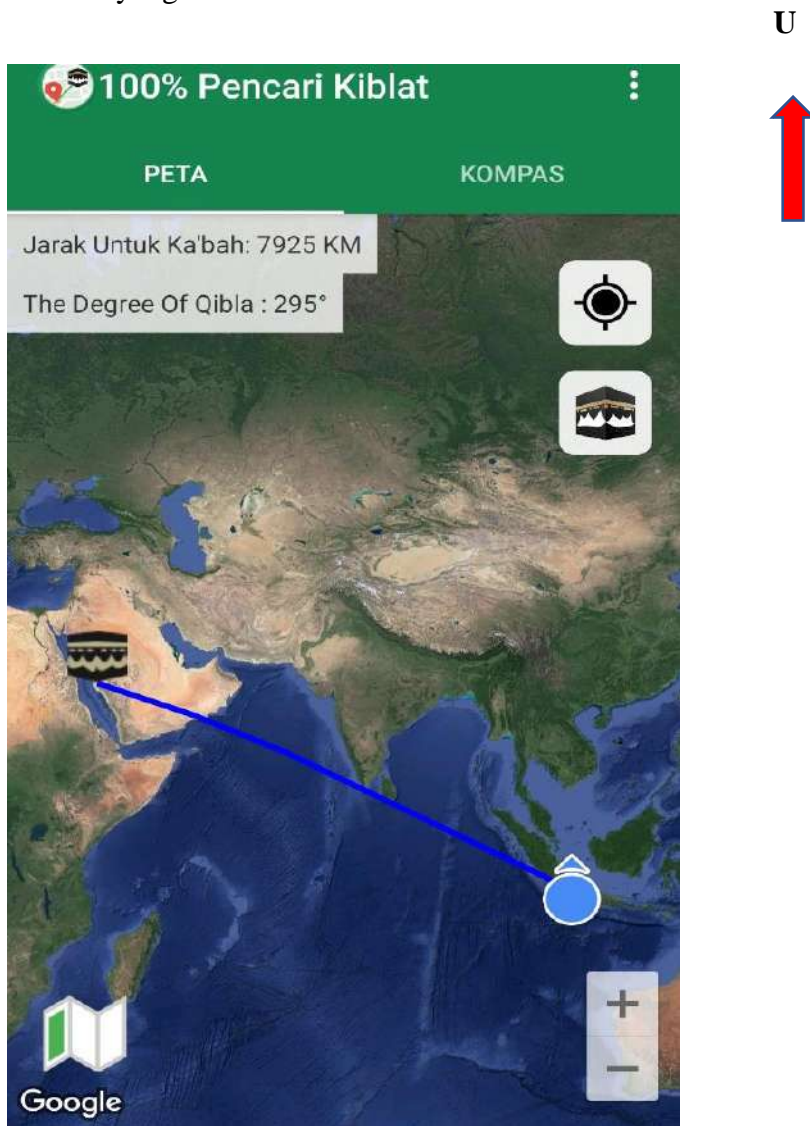 U
100% Pencari Kiblat
PETA
KOMPAS
Jarak Untuk Ka'bah: 7925 KM
The Degree Of Qibla : 295°
+
−
Google